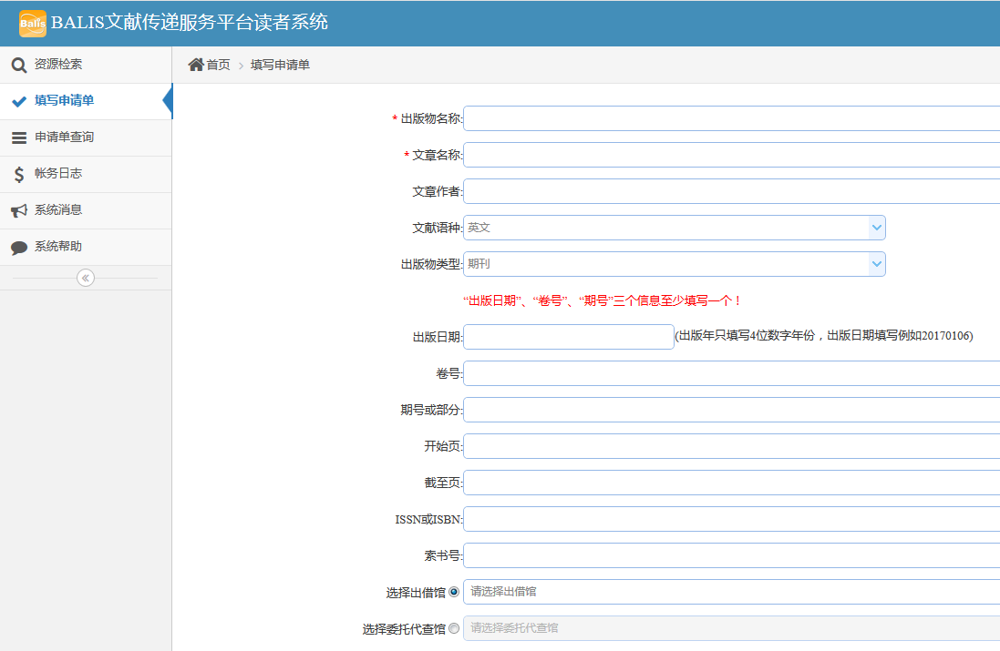 Balis BALIS文献传递服务平台读者系统
资源检索
填写申请单
申请单查询
帐务日志
系统消息
系统帮助
首页 > 填写申请单
* 出版物名称:
* 文章名称:
文章作者:
文献语种: 英文
出版物类型: 期刊
“出版日期”、“卷号”、“期号”三个信息至少填写一个！
出版日期: (出版年只填写4位数字年份，出版日期填写例如20170106)
卷号:
期号或部分:
开始页:
截至页:
ISSN或ISBN:
索书号:
选择出借馆 请选择出借馆
选择委托代查馆 请选择委托代查馆